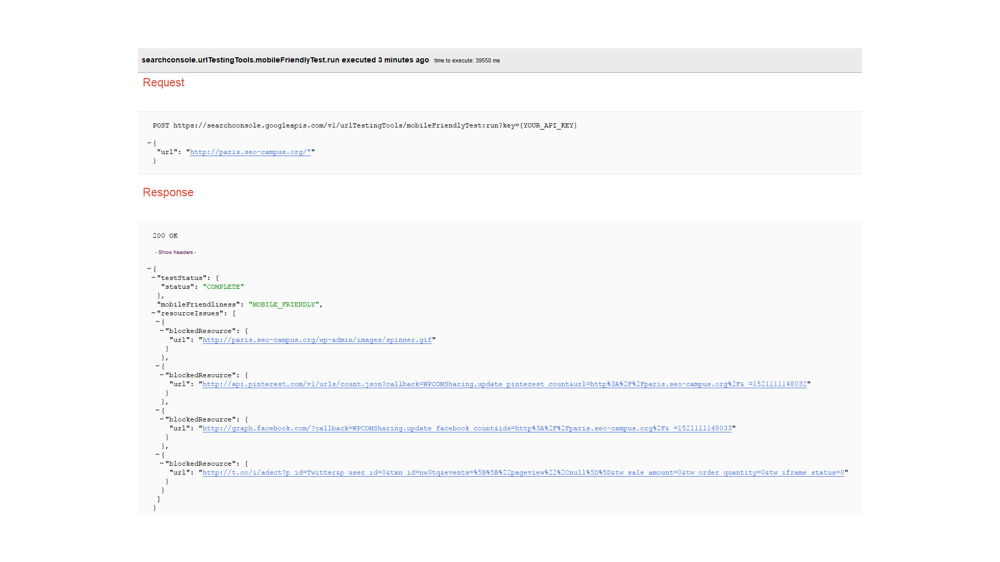 searchconsole.urlTestingTools.mobileFriendlyTest.run executed 3 minutes ago time to execute: 39550 ms
Request
POST https://searchconsole.googleapis.com/v1/urlTestingTools/mobileFriendlyTest:run?key={YOUR_API_KEY}
{
"url": "http://paris.seo-campus.org/""
}
Response
200 OK
- Show headers -
{
"testStatus": {
"status": "COMPLETE"
},
"mobileFriendliness": "MOBILE_FRIENDLY",
"resourceIssues": [
{
"blockedResource": {
"url": "http://paris.seo-campus.org/wp-admin/images/spinner.gif"
}
},
{
"blockedResource": {
"url": "http://api.pinterest.com/v1/urls/count.json?callback=WPCOMSharing.update_pinterest_count&url=http%3A%2F%2Fparis.seo-campus.org%2F&_=1521111148032"
}
},
{
"blockedResource": {
"url": "http://graph.facebook.com/?callback=WPCOMSharing.update_facebook_count&ids=http%3A%2F%2Fparis.seo-campus.org%2F&_=1521111148033"
}
},
{
"blockedResource": {
"url": "http://t.co/i/adsct?p_id=Twitter&p_user_id=0&txn_id=nw3tq&events=%5B%5B%22pageview%22%2Cnull%5D%5D&tw_sale_amount=0&tw_order_quantity=0&tw_iframe_status=0"
}
}
]
}